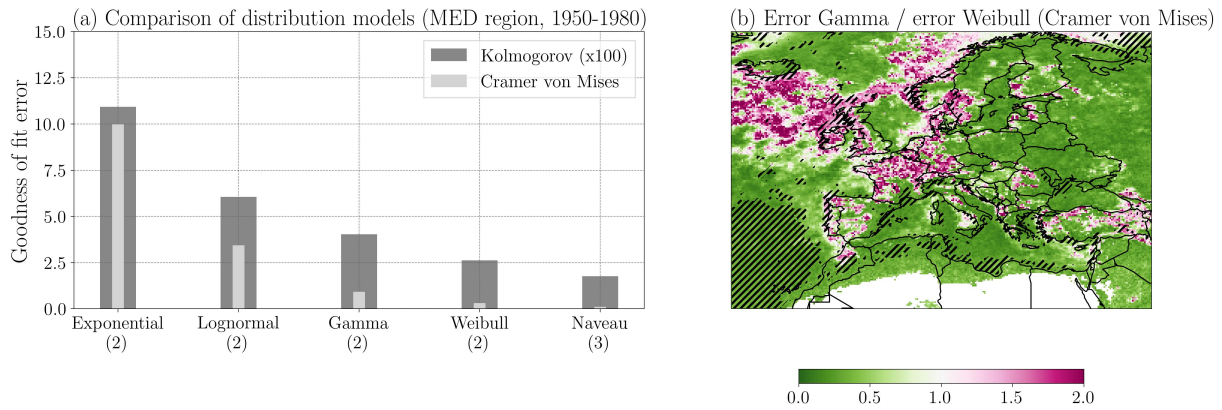 (a) Comparison of distribution models (MED region, 1950-1980)
15.0
12.5
10.0
7.5
5.0
2.5
0.0
Goodness of fit error
Kolmogorov (x100)
Cramer von Mises
Exponential
(2)
Lognormal
(2)
Gamma
(2)
Weibull
(2)
Naveau
(3)
(b) Error Gamma / error Weibull (Cramer von Mises)
0.0 0.5 1.0 1.5 2.0